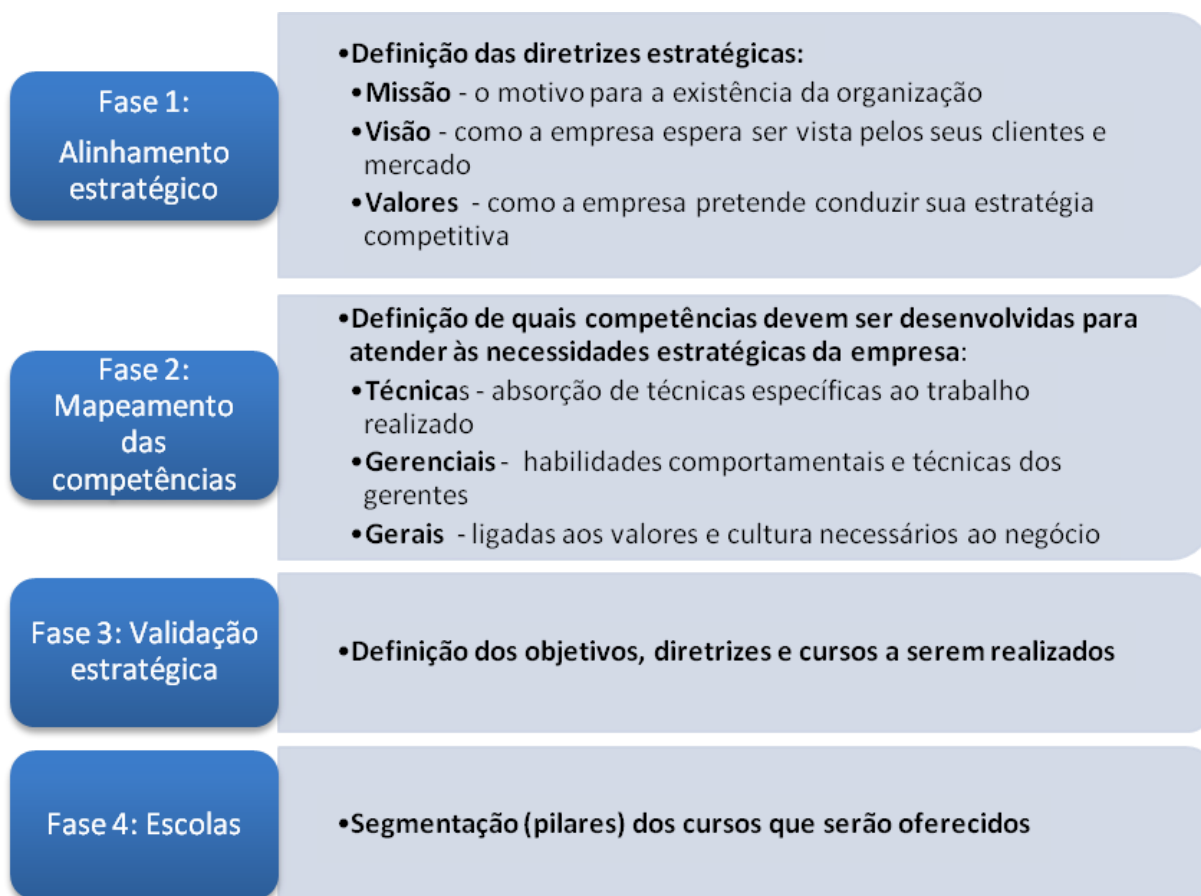 Fase 1:
Alinhamento
estratégico
•Definição das diretrizes estratégicas:
•Missão - o motivo para a existência da organização
•Visão - como a empresa espera ser vista pelos seus clientes e
mercado
•Valores - como a empresa pretende conduzir sua estratégia
competitiva
Fase 2:
Mapeamento
das
competências
•Definição de quais competências devem ser desenvolvidas para
atender às necessidades estratégicas da empresa:
•Técnicas - absorção de técnicas específicas ao trabalho
realizado
•Gerenciais - habilidades comportamentais e técnicas dos
gerentes
•Gerais - ligadas aos valores e cultura necessários ao negócio
Fase 3: Validação
estratégica
•Definição dos objetivos, diretrizes e cursos a serem realizados
Fase 4: Escolas
•Segmentação (pilares) dos cursos que serão oferecidos